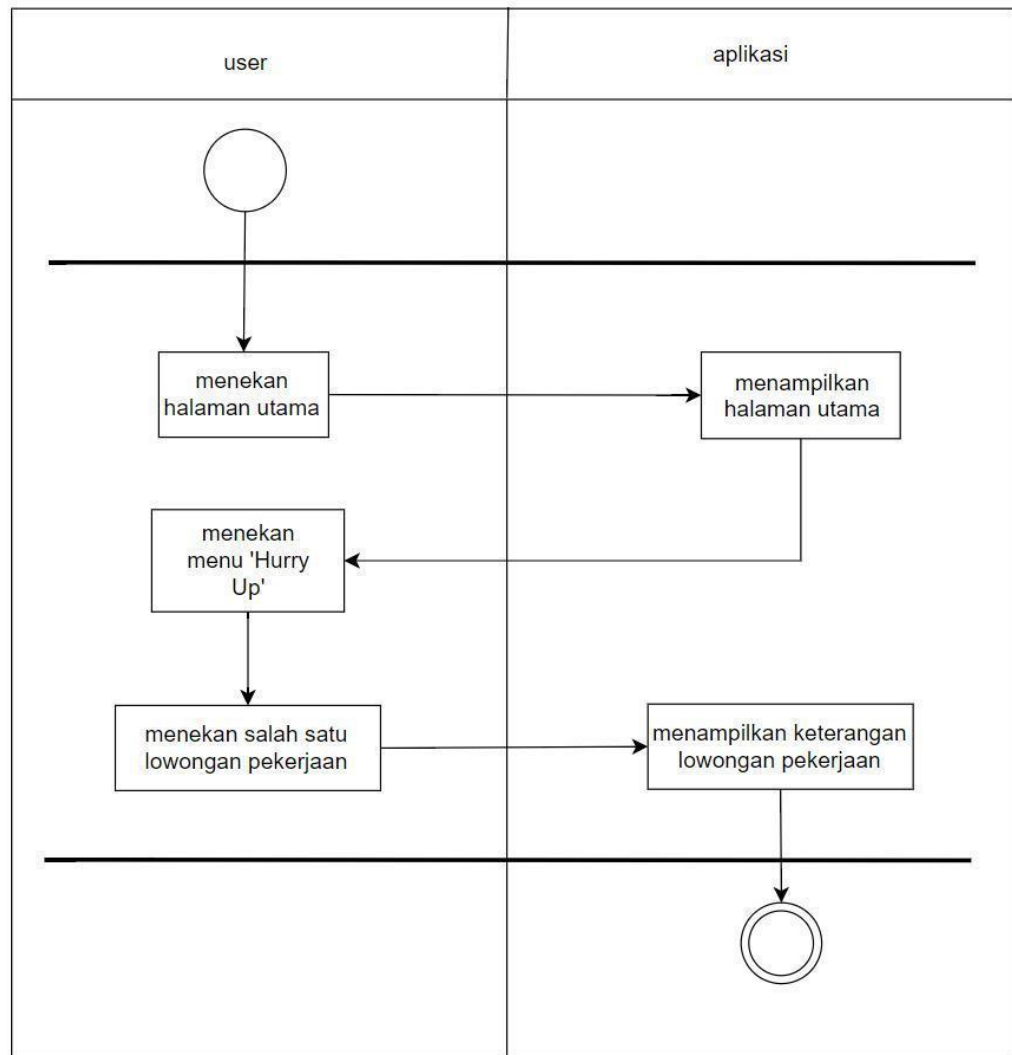 user
aplikasi
menekan
halaman utama
menampilkan
halaman utama
menekan
menu 'Hurry
Up'
menekan salah satu
lowongan pekerjaan
menampilkan keterangan
lowongan pekerjaan